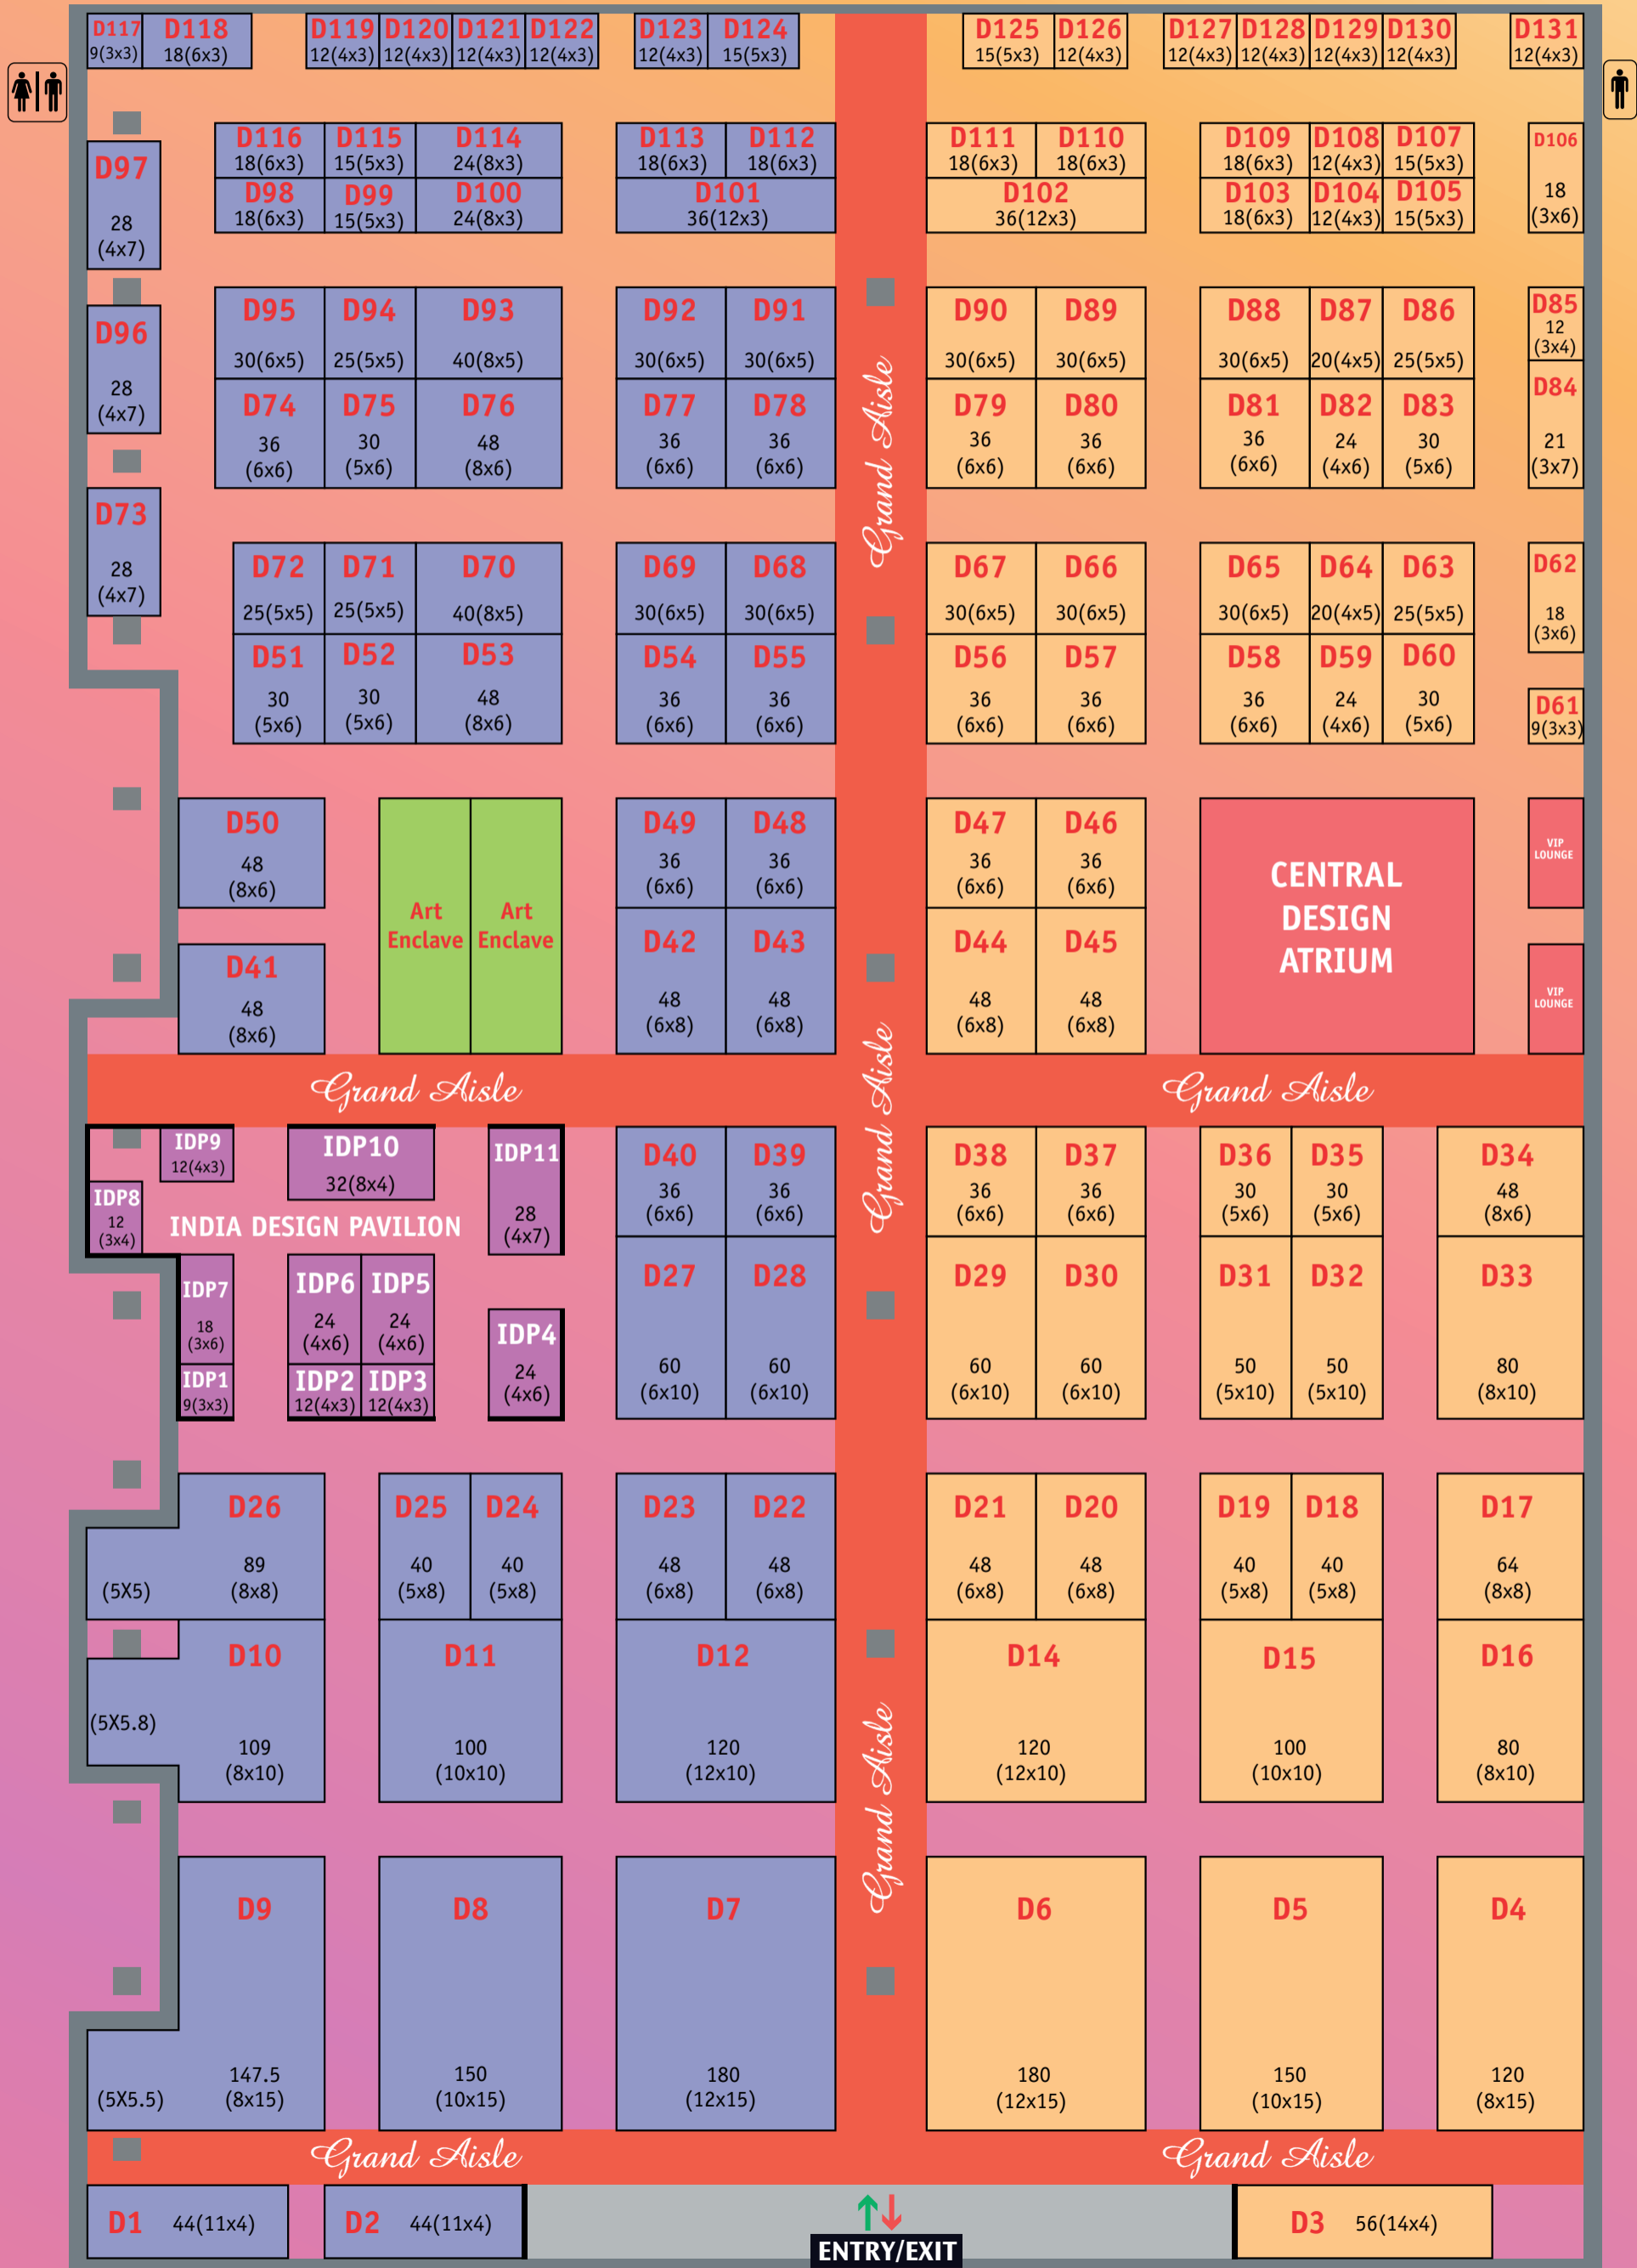 D117
9(3x3)
D118
18(6x3)
D119
12(4x3)
D120
12(4x3)
D121
12(4x3)
D122
12(4x3)
D123
12(4x3)
D124
15(5x3)
D125
15(5x3)
D126
12(4x3)
D127
12(4x3)
D128
12(4x3)
D129
12(4x3)
D130
12(4x3)
D131
12(4x3)
D97
28
(4x7)
D116
18(6x3)
D115
15(5x3)
D114
24(8x3)
D113
18(6x3)
D112
18(6x3)
D111
18(6x3)
D110
18(6x3)
D109
18(6x3)
D108
12(4x3)
D107
15(5x3)
D106
18
(3x6)
D98
18(6x3)
D99
15(5x3)
D100
24(8x3)
D101
36(12x3)
D102
36(12x3)
D103
18(6x3)
D104
12(4x3)
D105
15(5x3)
D96
28
(4x7)
D95
30(6x5)
D94
25(5x5)
D93
40(8x5)
D92
30(6x5)
D91
30(6x5)
D90
30(6x5)
D89
30(6x5)
D88
30(6x5)
D87
20(4x5)
D86
25(5x5)
D85
12
(3x4)
D74
36
(6x6)
D75
30
(5x6)
D76
48
(8x6)
D77
36
(6x6)
D78
36
(6x6)
Grand Aisle
D79
36
(6x6)
D80
36
(6x6)
D81
36
(6x6)
D82
24
(4x6)
D83
30
(5x6)
D84
21
(3x7)
D73
28
(4x7)
D72
25(5x5)
D71
25(5x5)
D70
40(8x5)
D69
30(6x5)
D68
30(6x5)
D67
30(6x5)
D66
30(6x5)
D65
30(6x5)
D64
20(4x5)
D63
25(5x5)
D62
18
(3x6)
D51
30
(5x6)
D52
30
(5x6)
D53
48
(8x6)
D54
36
(6x6)
D55
36
(6x6)
D56
36
(6x6)
D57
36
(6x6)
D58
36
(6x6)
D59
24
(4x6)
D60
30
(5x6)
D61
9(3x3)
D50
48
(8x6)
Art
Enclave
Art
Enclave
D49
36
(6x6)
D48
36
(6x6)
D47
36
(6x6)
D46
36
(6x6)
CENTRAL
DESIGN
ATRIUM
VIP
LOUNGE
D41
48
(8x6)
D42
48
(6x8)
D43
48
(6x8)
D44
48
(6x8)
D45
48
(6x8)
VIP
LOUNGE
Grand Aisle
Grand Aisle
Grand Aisle
IDP9
12(4x3)
IDP10
32(8x4)
IDP11
28
(4x7)
IDP8
12
(3x4)
INDIA DESIGN PAVILION
D40
36
(6x6)
D39
36
(6x6)
D38
36
(6x6)
D37
36
(6x6)
D36
30
(5x6)
D35
30
(5x6)
D34
48
(8x6)
IDP7
18
(3x6)
IDP6
24
(4x6)
IDP5
24
(4x6)
IDP4
24
(4x6)
IDP1
9(3x3)
IDP2
12(4x3)
IDP3
12(4x3)
D27
60
(6x10)
D28
60
(6x10)
D29
60
(6x10)
D30
60
(6x10)
D31
50
(5x10)
D32
50
(5x10)
D33
80
(8x10)
D26
89
(5X5)
(8x8)
D25
40
(5x8)
D24
40
(5x8)
D23
48
(6x8)
D22
48
(6x8)
D21
48
(6x8)
D20
48
(6x8)
D19
40
(5x8)
D18
40
(5x8)
D17
64
(8x8)
D10
(5X5.8)
109
(8x10)
D11
100
(10x10)
D12
120
(12x10)
Grand Aisle
D14
120
(12x10)
D15
100
(10x10)
D16
80
(8x10)
D9
147.5
(5X5.5)
(8x15)
D8
150
(10x15)
D7
180
(12x15)
D6
180
(12x15)
D5
150
(10x15)
D4
120
(8x15)
Grand Aisle
Grand Aisle
D1 44(11x4)
D2 44(11x4)
ENTRY/EXIT
D3 56(14x4)